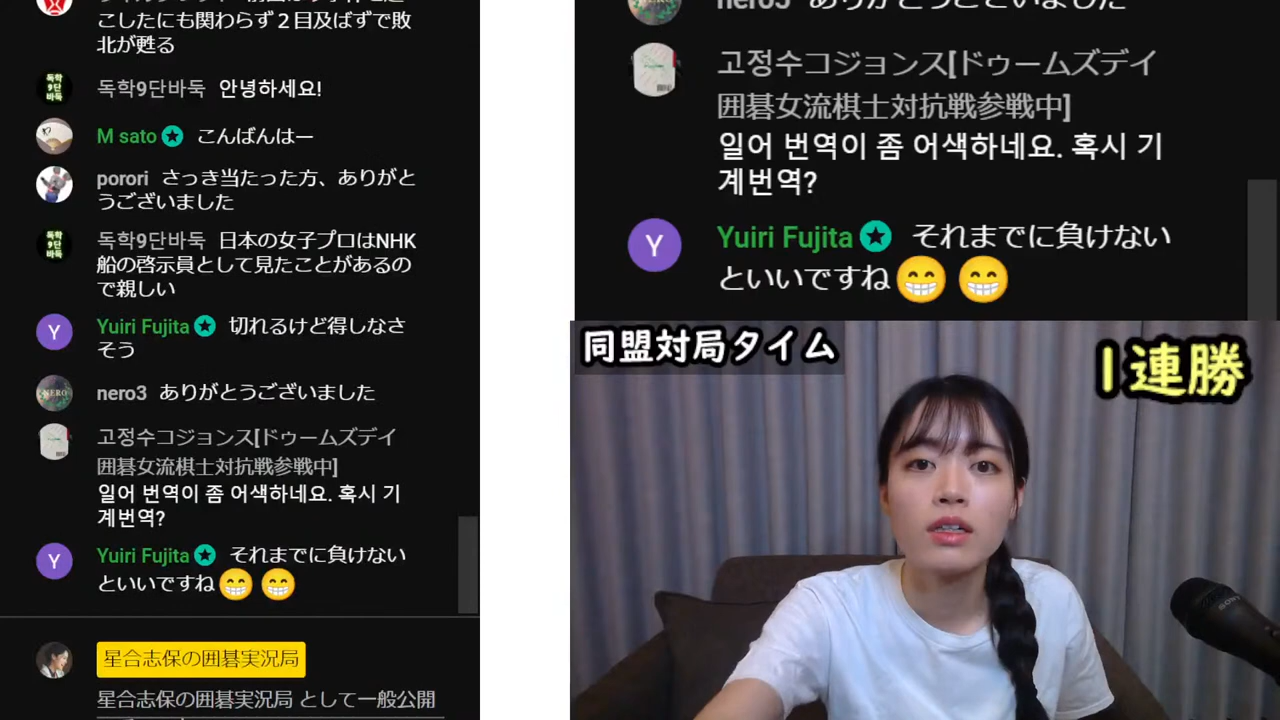 こしたにも関わらず２目及ばずで敗
北が甦る
독학9단바둑 안녕하세요!
M sato こんばんはー
porori さっき当たった方、ありがと
うございました
독학9단바둑 日本の女子プロはNHK
船の啓示員として見たことがあるの
で親しい
Yuiri Fujita 切れるけど得しなさ
そう
nero3 ありがとうございました
고정수コジョンス[ドゥームズデイ
囲碁女流棋士対抗戦参戦中]
일어 번역이 좀 어색하네요. 혹시 기
계번역?
Yuiri Fujita それまでに負けない
といいですね
星合志保の囲碁実況局
星合志保の囲碁実況局 として一般公開
nero3 ありがとうございました
고정수コジョンス[ドゥームズデイ
囲碁女流棋士対抗戦参戦中]
일어 번역이 좀 어색하네요. 혹시 기
계번역?
Yuiri Fujita それまでに負けない
といいですね
同盟対局タイム
1連勝
SONY